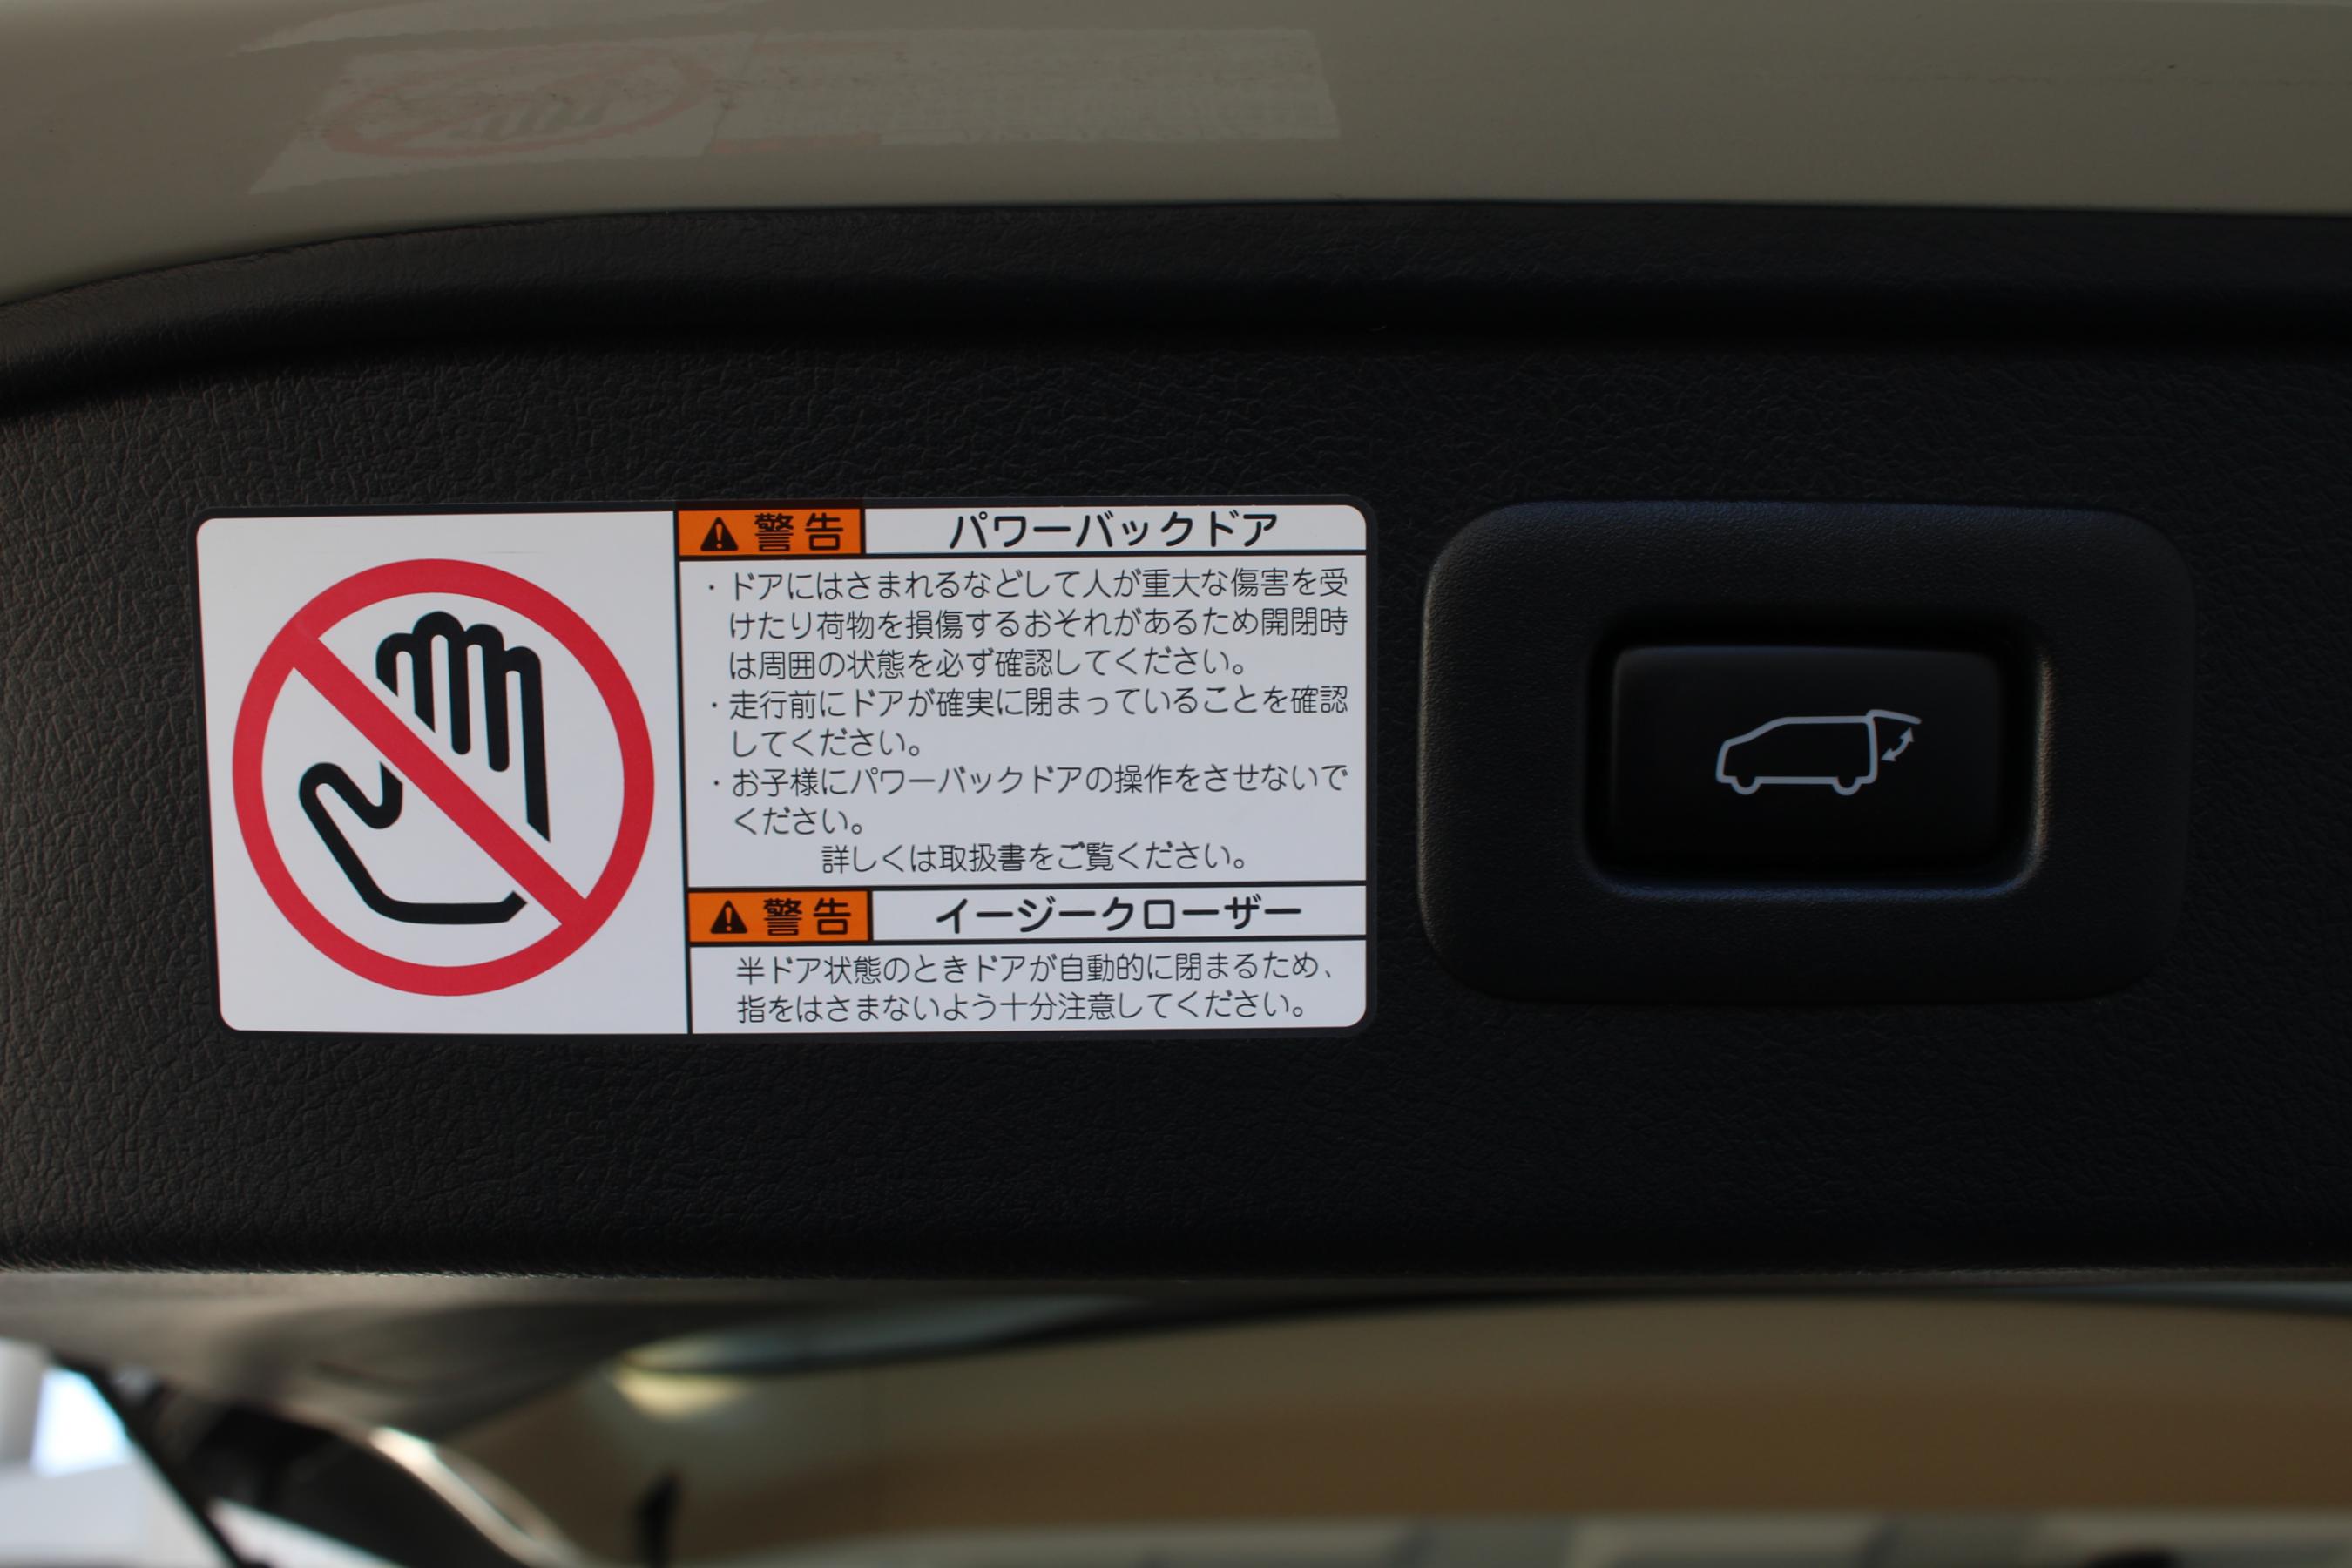 警告 パワーバックドア
・ドアにはさまれるなどして人が重大な傷害を受
けたり荷物を損傷するおそれがあるため開閉時
は周囲の状態を必ず確認してください。
・走行前にドアが確実に閉まっていることを確認
してください。
・お子様にパワーバックドアの操作をさせないで
ください。
詳しくは取扱書をご覧ください。
警告 イージークローザー
半ドア状態のときドアが自動的に閉まるため、
指をはさまないよう十分注意してください。